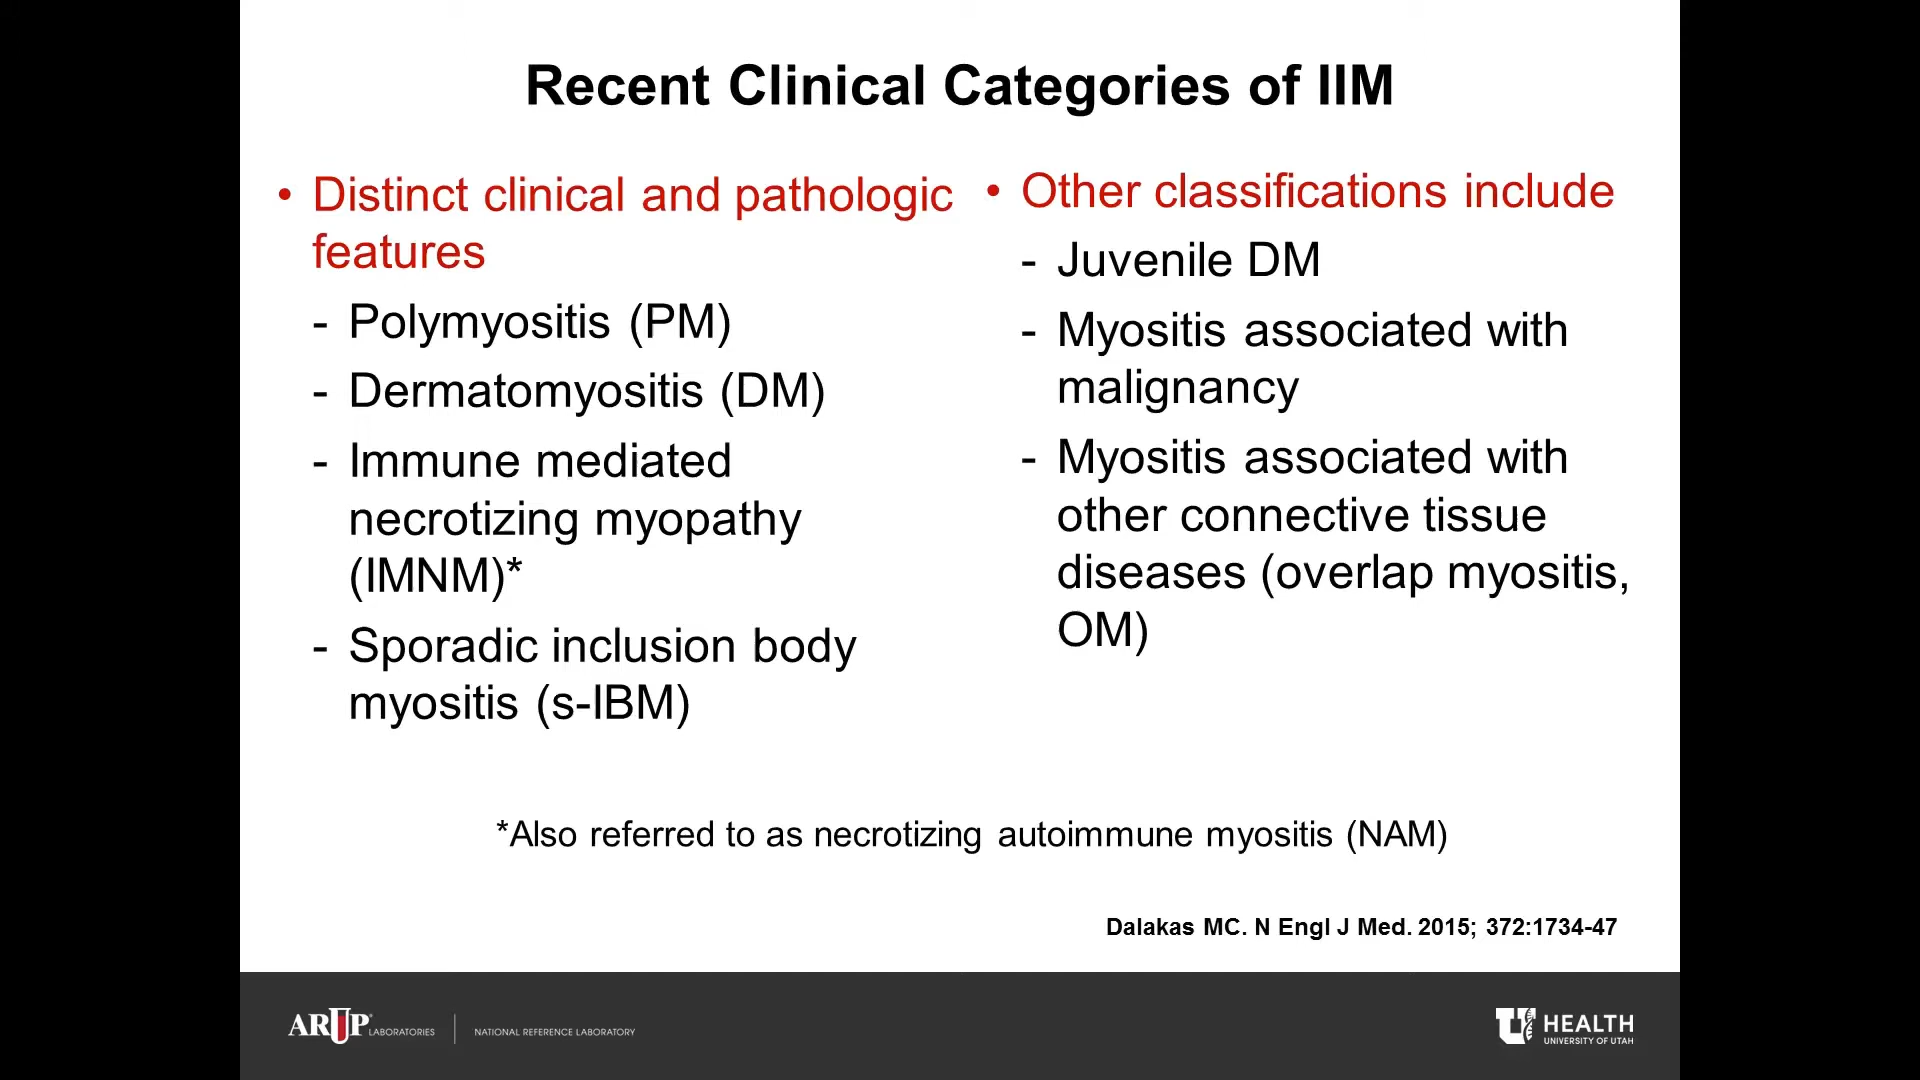 Recent Clinical Categories of IIM
• Distinct clinical and pathologic
features
- Polymyositis (PM)
- Dermatomyositis (DM)
- Immune mediated
necrotizing myopathy
(IMNM)*
- Sporadic inclusion body
myositis (s-IBM)
• Other classifications include
- Juvenile DM
- Myositis associated with
malignancy
- Myositis associated with
other connective tissue
diseases (overlap myositis,
OM)
*Also referred to as necrotizing autoimmune myositis (NAM)
Dalakas MC. N Engl J Med. 2015; 372:1734-47
ARUP LABORATORIES | NATIONAL REFERENCE LABORATORY
U HEALTH
UNIVERSITY OF UTAH